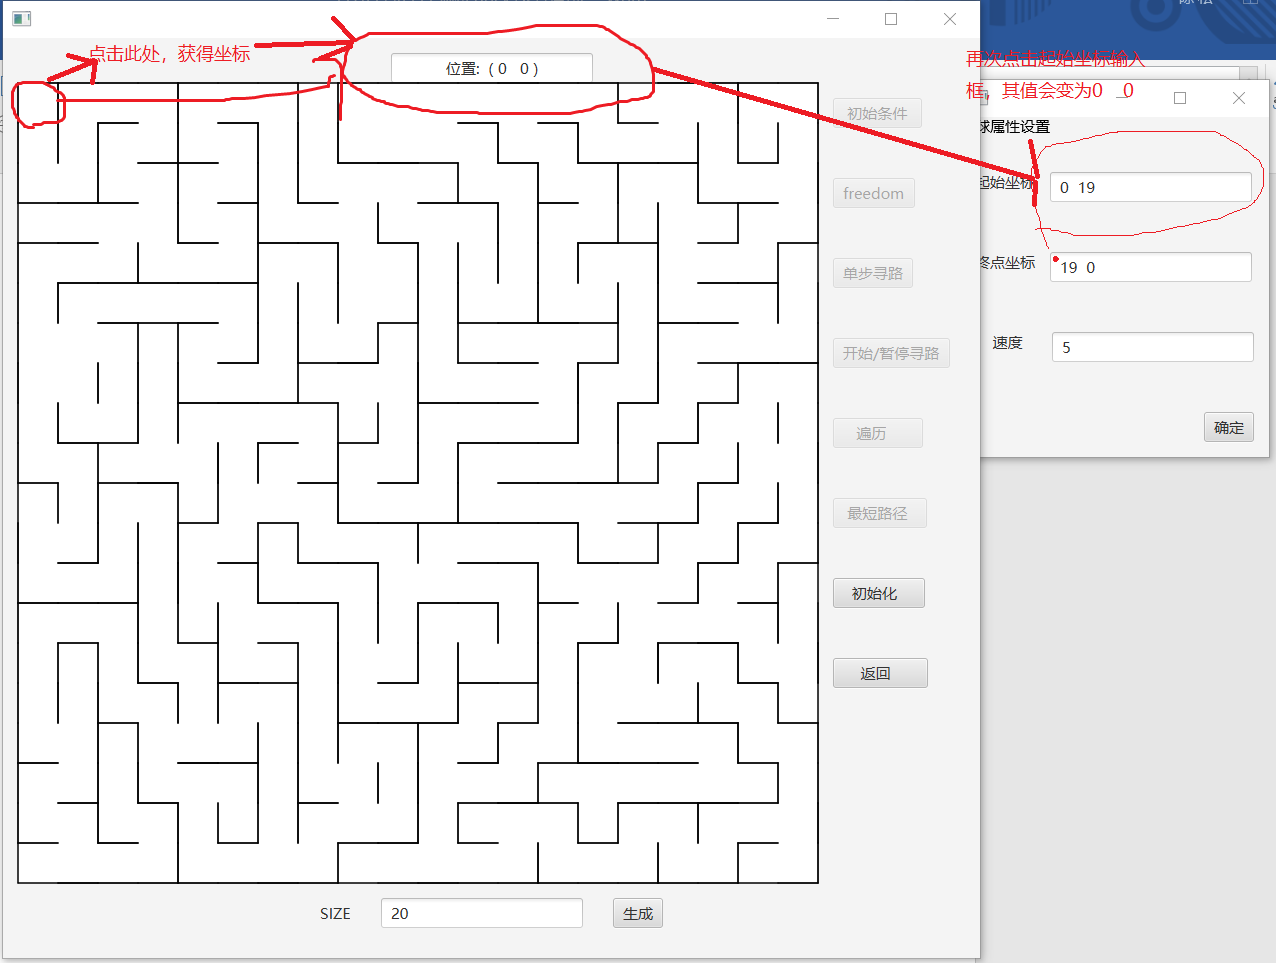 点击此处，获得坐标
位置: ( 0 0 )
再次点击起始坐标输入
框，其值会变为0 _0
初始条件
球属性设置
freedom
起始坐标
0 19
单步寻路
终点坐标
19 0
开始/暂停寻路
速度
5
遍历
确定
最短路径
初始化
返回
SIZE
20
生成